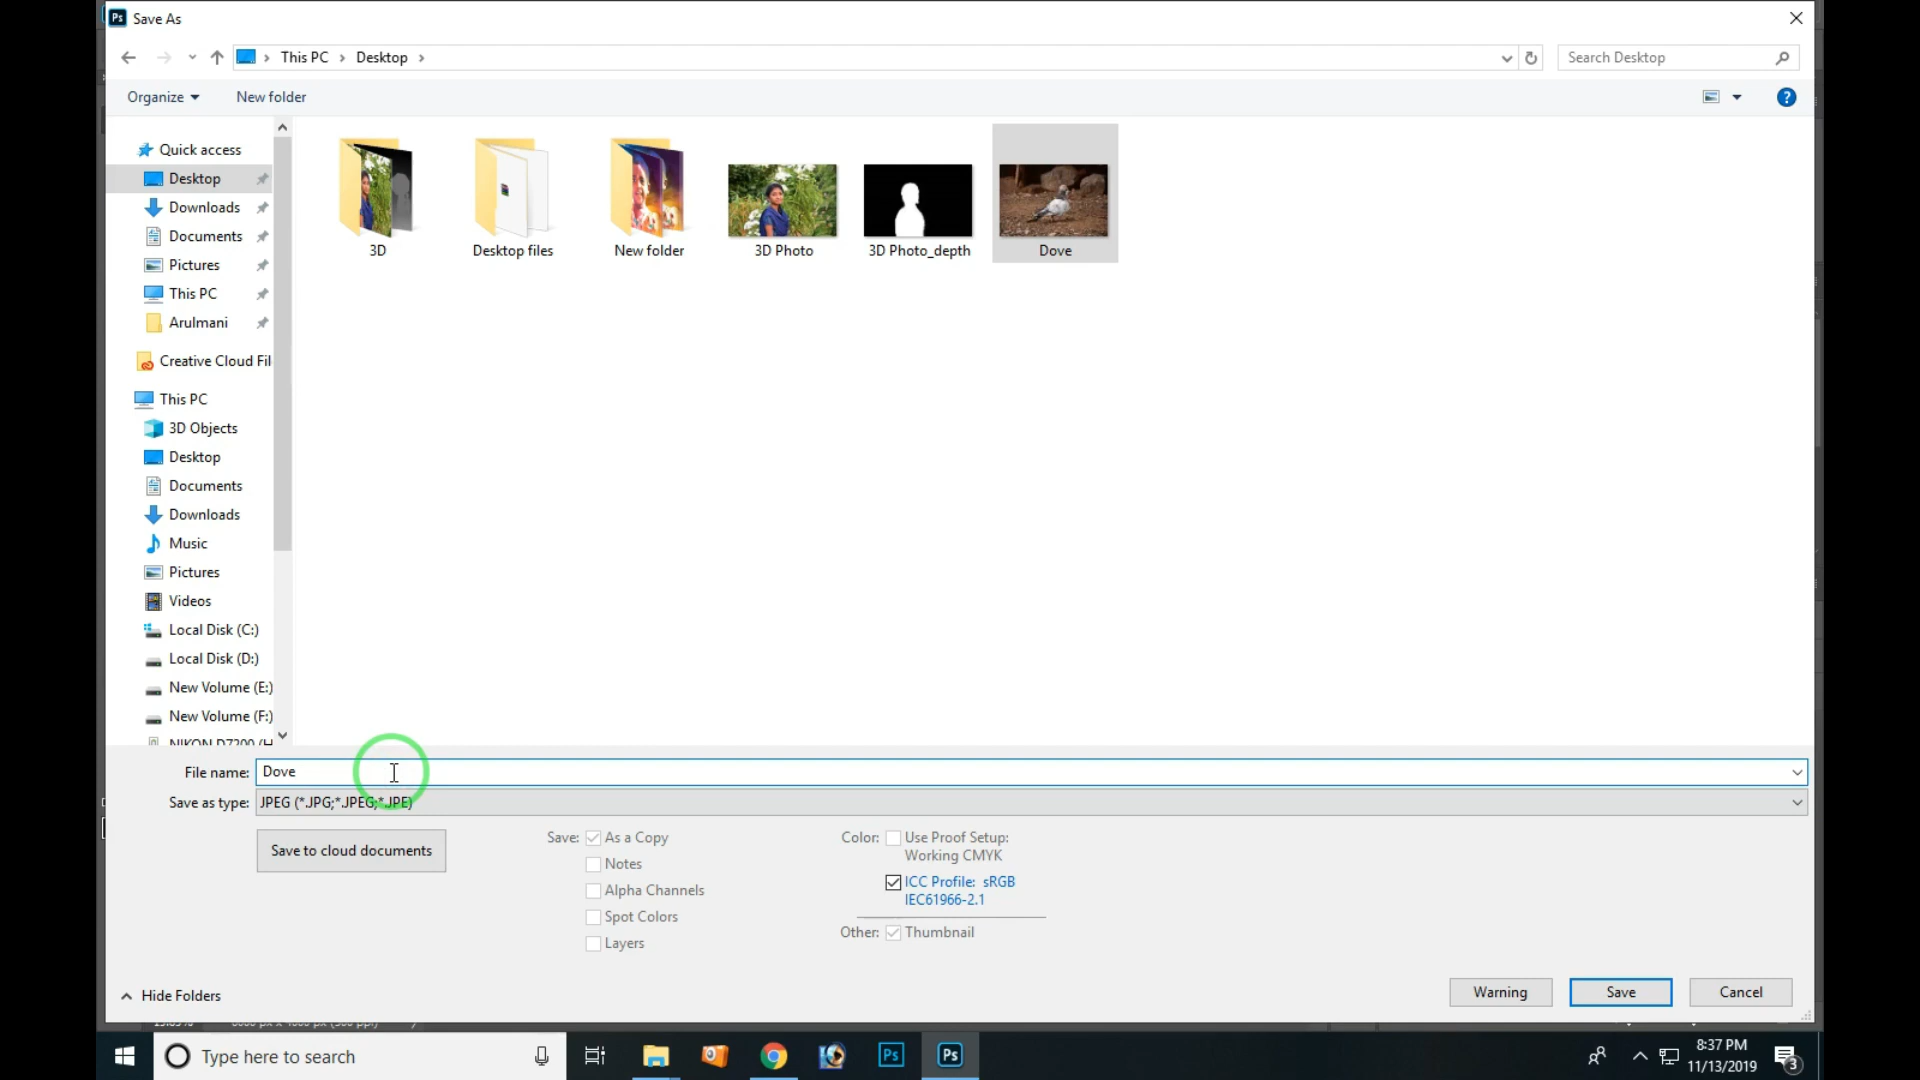 Ps Save As
This PC > Desktop >
Search Desktop
Organize
New folder
?
Quick access
Desktop
Downloads
Documents
Pictures
This PC
Arulmani
Creative Cloud Fil
This PC
3D Objects
Desktop
Documents
Downloads
Music
Pictures
Videos
Local Disk (C:)
Local Disk (D:)
New Volume (E:)
New Volume (F:)
NIKON D7200 (H
3D
Desktop files
New folder
3D Photo
3D Photo_depth
Dove
File name: Dove
Save as type: JPEG (*.JPG;*.JPEG;*.JPE)
Save to cloud documents
Save: As a Copy
Notes
Alpha Channels
Spot Colors
Layers
Color: Use Proof Setup:
Working CMYK
ICC Profile: sRGB
IEC61966-2.1
Other: Thumbnail
Hide Folders
Warning
Save
Cancel
Type here to search
Ps
Ps
8:37 PM
11/13/2019
3